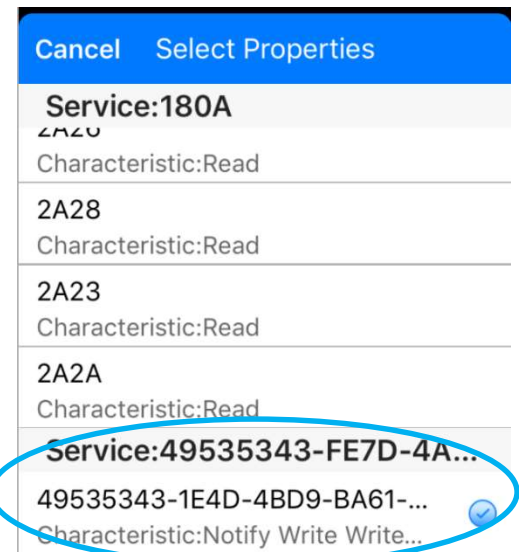 Cancel Select Properties
Service:180A
2A26
Characteristic:Read
2A28
Characteristic:Read
2A23
Characteristic:Read
2A2A
Characteristic:Read
Service:49535343-FE7D-4A...
49535343-1E4D-4BD9-BA61-...
Characteristic:Notify Write Write...